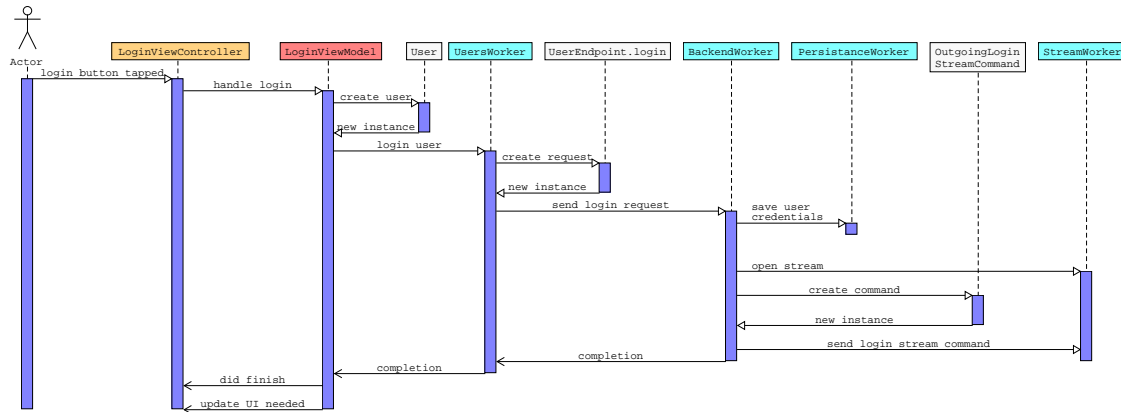 LoginViewController
LoginViewModel
User
UsersWorker
UserEndpoint.login
BackendWorker
PersistanceWorker
OutgoingLogin
StreamCommand
StreamWorker
Actor
login button tapped
handle login
create user
new instance
login user
create request
new instance
send login request
save user
credentials
open stream
create command
new instance
send login stream command
completion
completion
did finish
update UI needed